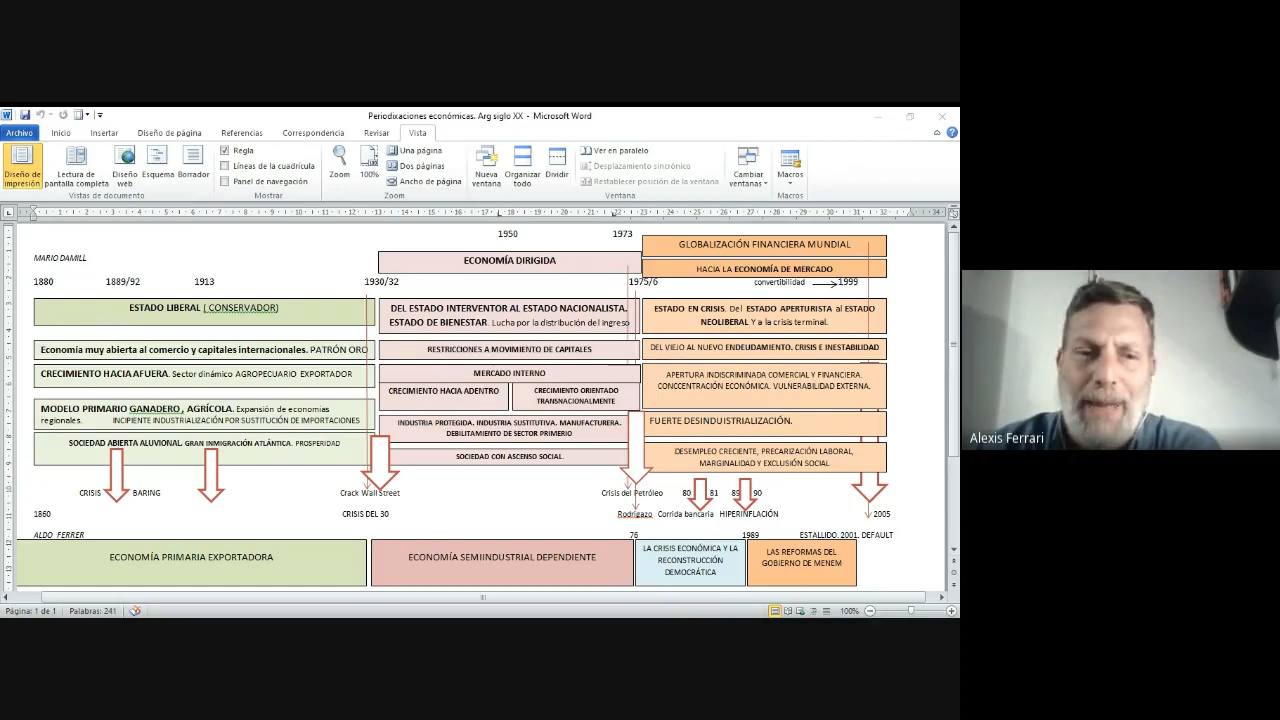 Periodixaciones económicas. Arg siglo XX - Microsoft Word
Archivo Inicio Insertar Diseño de página Referencias Correspondencia Revisar Vista
Diseño de impresión
Lectura de pantalla completa
Diseño web
Esquema
Borrador
Vistas de documento
Regla
Líneas de la cuadrícula
Panel de navegación
Mostrar
Zoom
100%
Una página
Dos páginas
Ancho de página
Zoom
Nueva ventana
Organizar todo
Dividir
Ver en paralelo
Desplazamiento sincrónico
Restablecer posición de la ventana
Ventana
Cambiar ventanas
Macros
Macros
1950 1973
GLOBALIZACIÓN FINANCIERA MUNDIAL
MARIO DAMILL
ECONOMÍA DIRIGIDA
HACIA LA ECONOMÍA DE MERCADO
1880 1889/92 1913 1930/32 1975/6 convertibilidad 1999
ESTADO LIBERAL ( CONSERVADOR)
DEL ESTADO INTERVENTOR AL ESTADO NACIONALISTA.
ESTADO DE BIENESTAR. Lucha por la distribución del ingreso
ESTADO EN CRISIS. Del ESTADO APERTURISTA al ESTADO
NEOLIBERAL Y a la crisis terminal.
Economía muy abierta al comercio y capitales internacionales. PATRÓN ORO
RESTRICCIONES A MOVIMIENTO DE CAPITALES
DEL VIEJO AL NUEVO ENDEUDAMIENTO. CRISIS E INESTABILIDAD
CRECIMIENTO HACIA AFUERA. Sector dinámico AGROPECUARIO EXPORTADOR
MERCADO INTERNO
CRECIMIENTO HACIA ADENTRO
CRECIMIENTO ORIENTADO
TRANSNACIONALMENTE
APERTURA INDISCRIMINADA COMERCIAL Y FINANCIERA.
CONCCENTRACIÓN ECONÓMICA. VULNERABILIDAD EXTERNA.
MODELO PRIMARIO GANADERO , AGRÍCOLA. Expansión de economías
regionales. INCIPIENTE INDUSTRIALIZACIÓN POR SUSTITUCIÓN DE IMPORTACIONES
INDUSTRIA PROTEGIDA. INDUSTRIA SUSTITUTIVA. MANUFACTURERA.
DEBILITAMIENTO DE SECTOR PRIMERIO
FUERTE DESINDUISTRIALIZACIÓN.
SOCIEDAD ABIERTA ALUVIONAL. GRAN INMIGRACIÓN ATLÁNTICA. PROSPERIDAD
SOCIEDAD CON ASCENSO SOCIAL.
DESEMPLEO CRECIENTE, PRECARIZACIÓN LABORAL,
MARGINALIDAD Y EXCLUSIÓN SOCIAL
CRISIS BARING Crack Wall Street Crisis del Petróleo 80 81 89 90
1860 CRISIS DEL 30 Rodrigazo Corrida bancaria HIPERINFLACIÓN 2005
ALDO FERRER 76 1989 ESTALLIDO. 2001. DEFAULT
ECONOMÍA PRIMARIA EXPORTADORA
ECONOMÍA SEMIINDUSTRIAL DEPENDIENTE
LA CRISIS ECONÓMICA Y LA
RECONSTRUCCIÓN
DEMOCRÁTICA
LAS REFORMAS DEL
GOBIERNO DE MENEM
Página: 1 de 1 Palabras: 241 100%
Alexis Ferrari